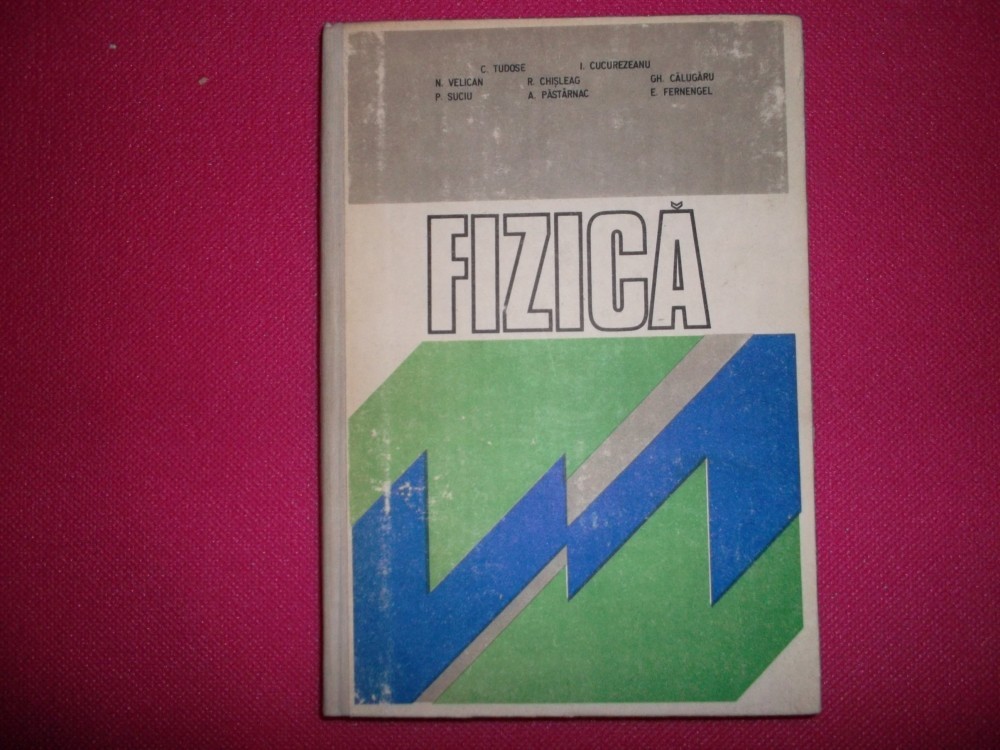 C. TUDOSE I. CUCUREZEANU
N. VELICAN R. CHIȘLEAG GH. CĂLUGĂRU
P. SUCIU A. PĂSTÂRNAC E. FERNENGEL
FIZICĂ